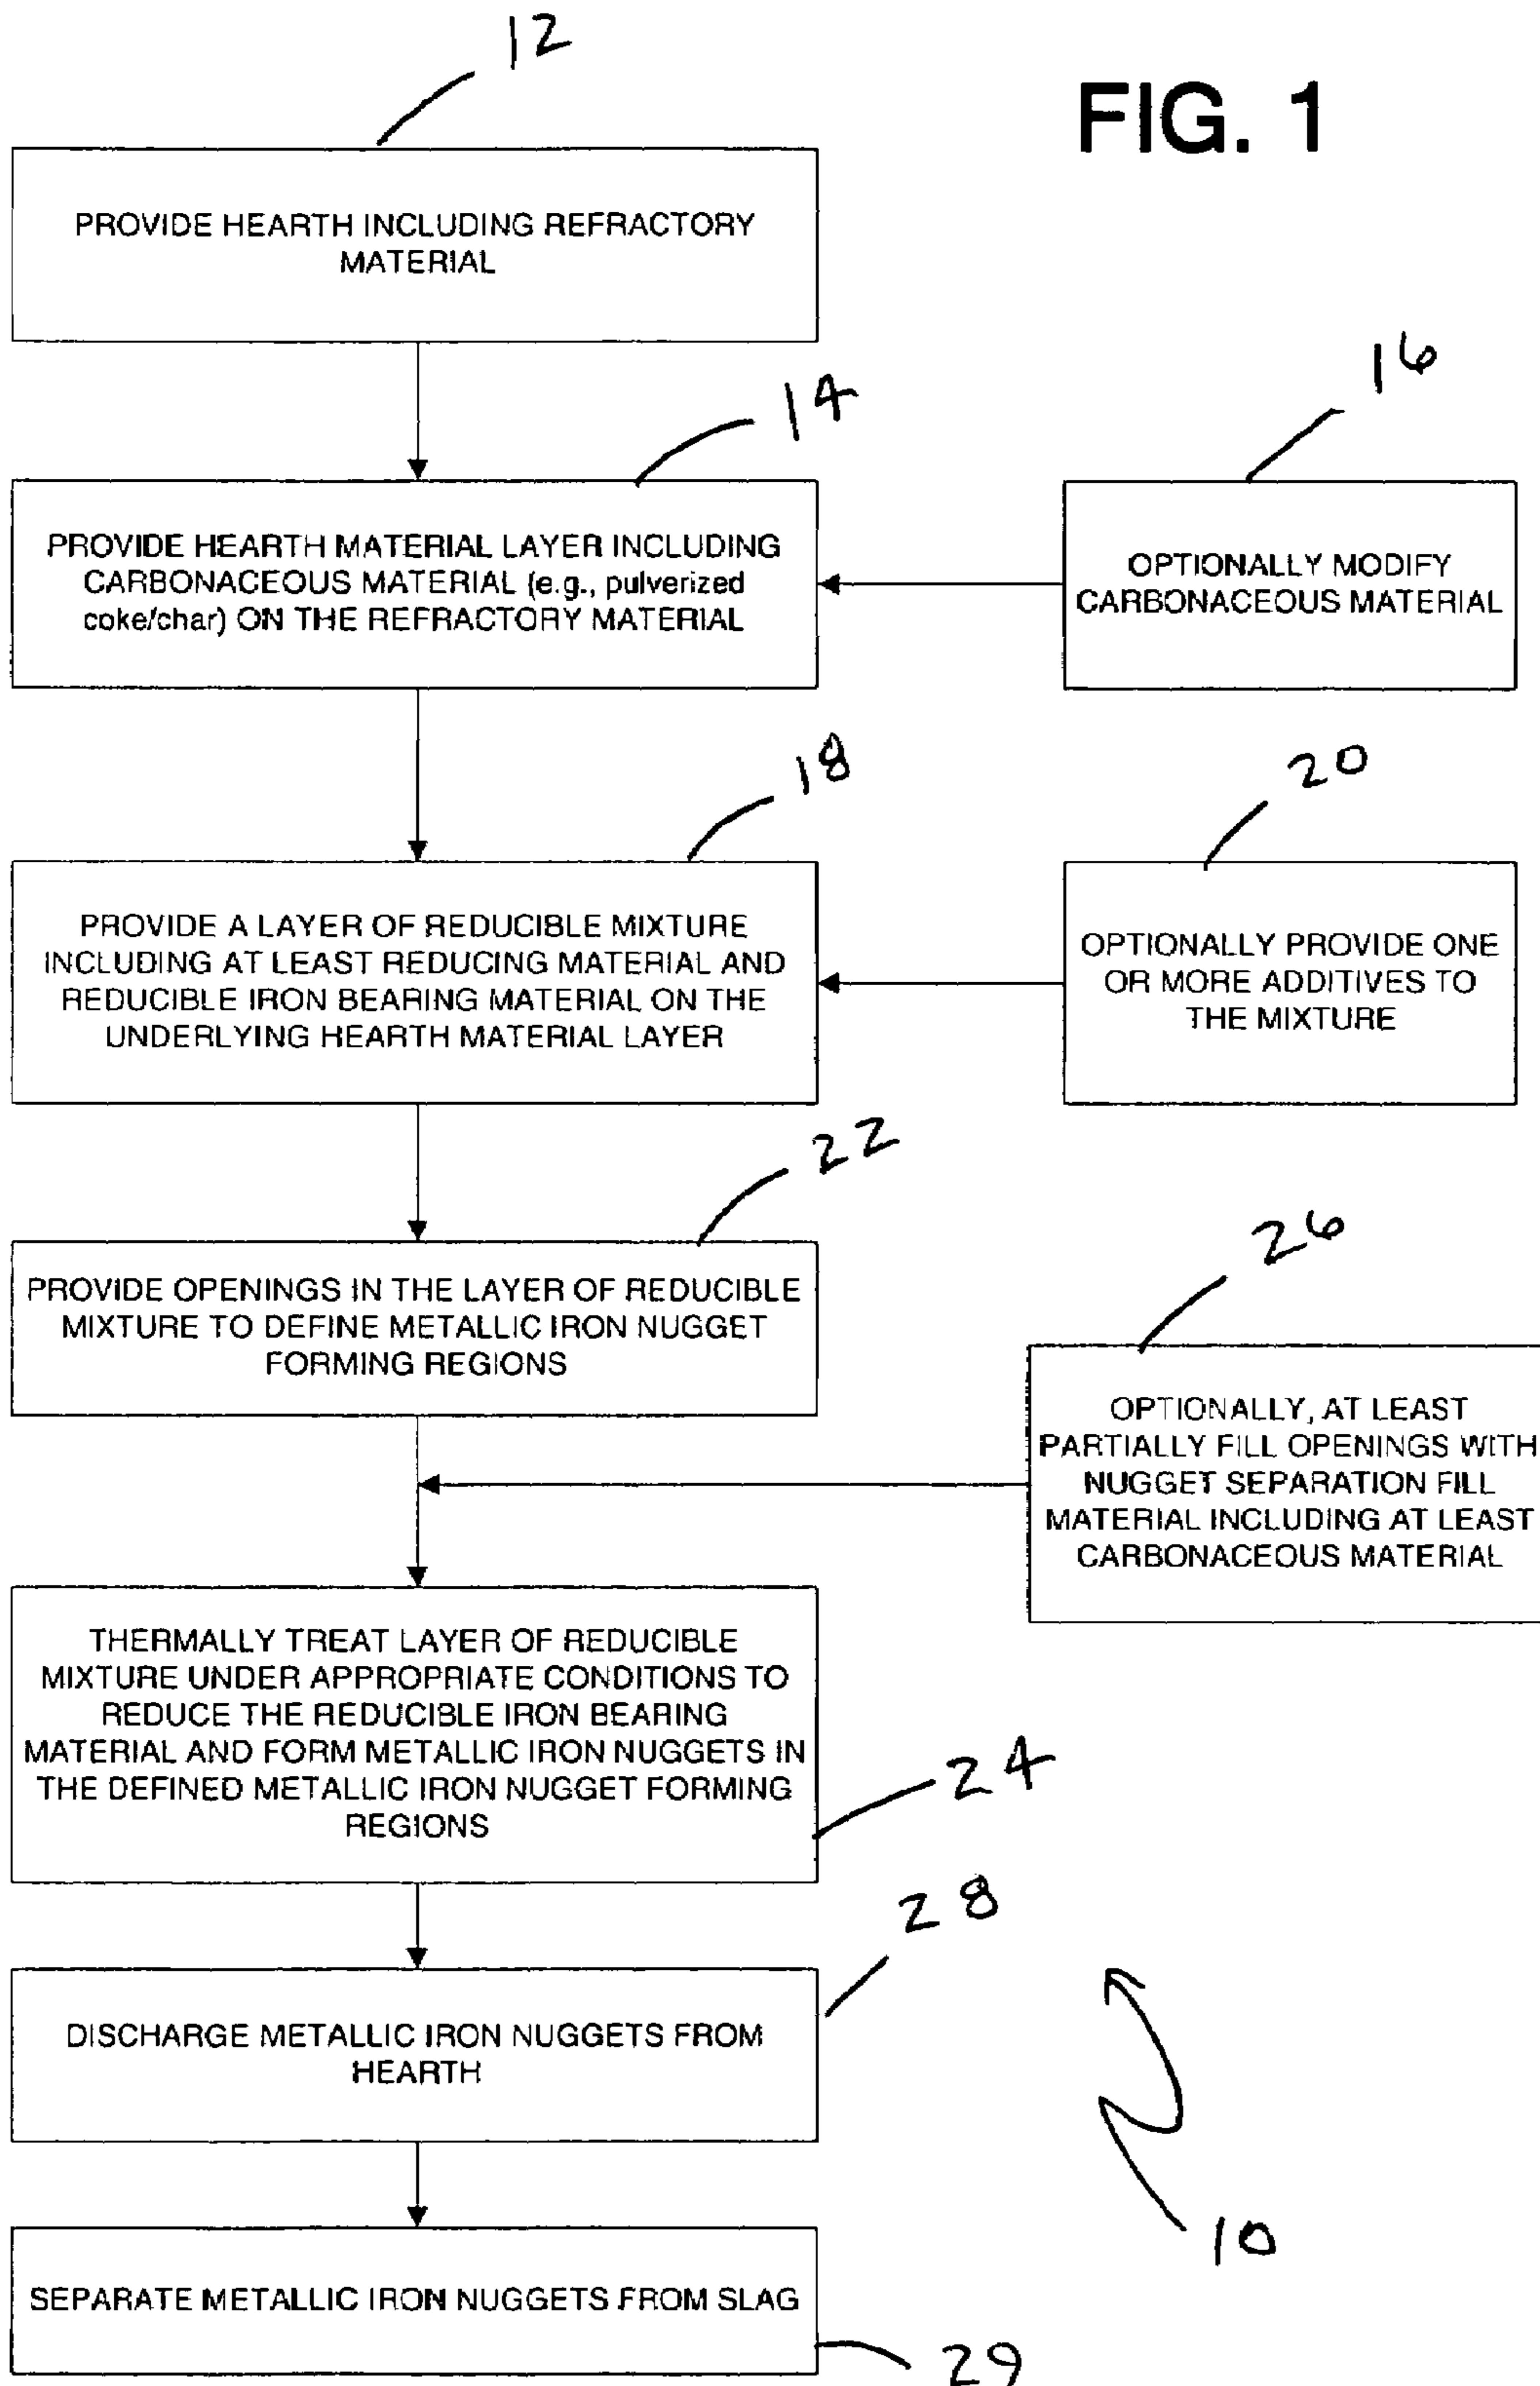 12
FIG. 1
PROVIDE HEARTH INCLUDING REFRACTORY
MATERIAL
14
16
PROVIDE HEARTH MATERIAL LAYER INCLUDING
CARBONACEOUS MATERIAL (e.g., pulverized
coke/char) ON THE REFRACTORY MATERIAL
OPTIONALLY MODIFY
CARBONACEOUS MATERIAL
18
20
PROVIDE A LAYER OF REDUCIBLE MIXTURE
INCLUDING AT LEAST REDUCING MATERIAL AND
REDUCIBLE IRON BEARING MATERIAL ON THE
UNDERLYING HEARTH MATERIAL LAYER
OPTIONALLY PROVIDE ONE
OR MORE ADDITIVES TO
THE MIXTURE
22
PROVIDE OPENINGS IN THE LAYER OF REDUCIBLE
MIXTURE TO DEFINE METALLIC IRON NUGGET
FORMING REGIONS
26
OPTIONALLY, AT LEAST
PARTIALLY FILL OPENINGS WITH
NUGGET SEPARATION FILL
MATERIAL INCLUDING AT LEAST
CARBONACEOUS MATERIAL
THERMALLY TREAT LAYER OF REDUCIBLE
MIXTURE UNDER APPROPRIATE CONDITIONS TO
REDUCE THE REDUCIBLE IRON BEARING
MATERIAL AND FORM METALLIC IRON NUGGETS IN
THE DEFINED METALLIC IRON NUGGET FORMING
REGIONS
24
28
DISCHARGE METALLIC IRON NUGGETS FROM
HEARTH
10
SEPARATE METALLIC IRON NUGGETS FROM SLAG
29